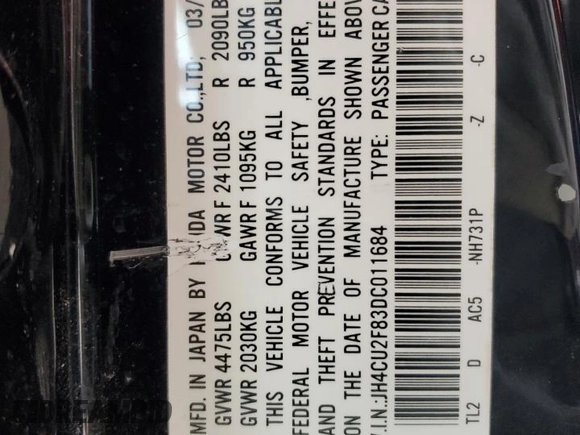 MFD. IN JAPAN BY DA MOTOR CO.,LTD; 03/
GVWR 4475LBS GAWR F 2410LBS R 2090LB
GVWR 2030KG GAWR F 1095KG R 950KG
THIS VEHICLE CONFORMS TO ALL APPLICABL
FEDERAL MOTOR VEHICLE SAFETY ,BUMPER,
AND THEFT PREVENTION STANDARDS IN EFFE
ON THE DATE OF MANUFACTURE SHOWN ABOV
V.I.N.:JH4CU2F83DC011684 TYPE: PASSENGER CA
TL2 D AC5 -NH731P -Z -C